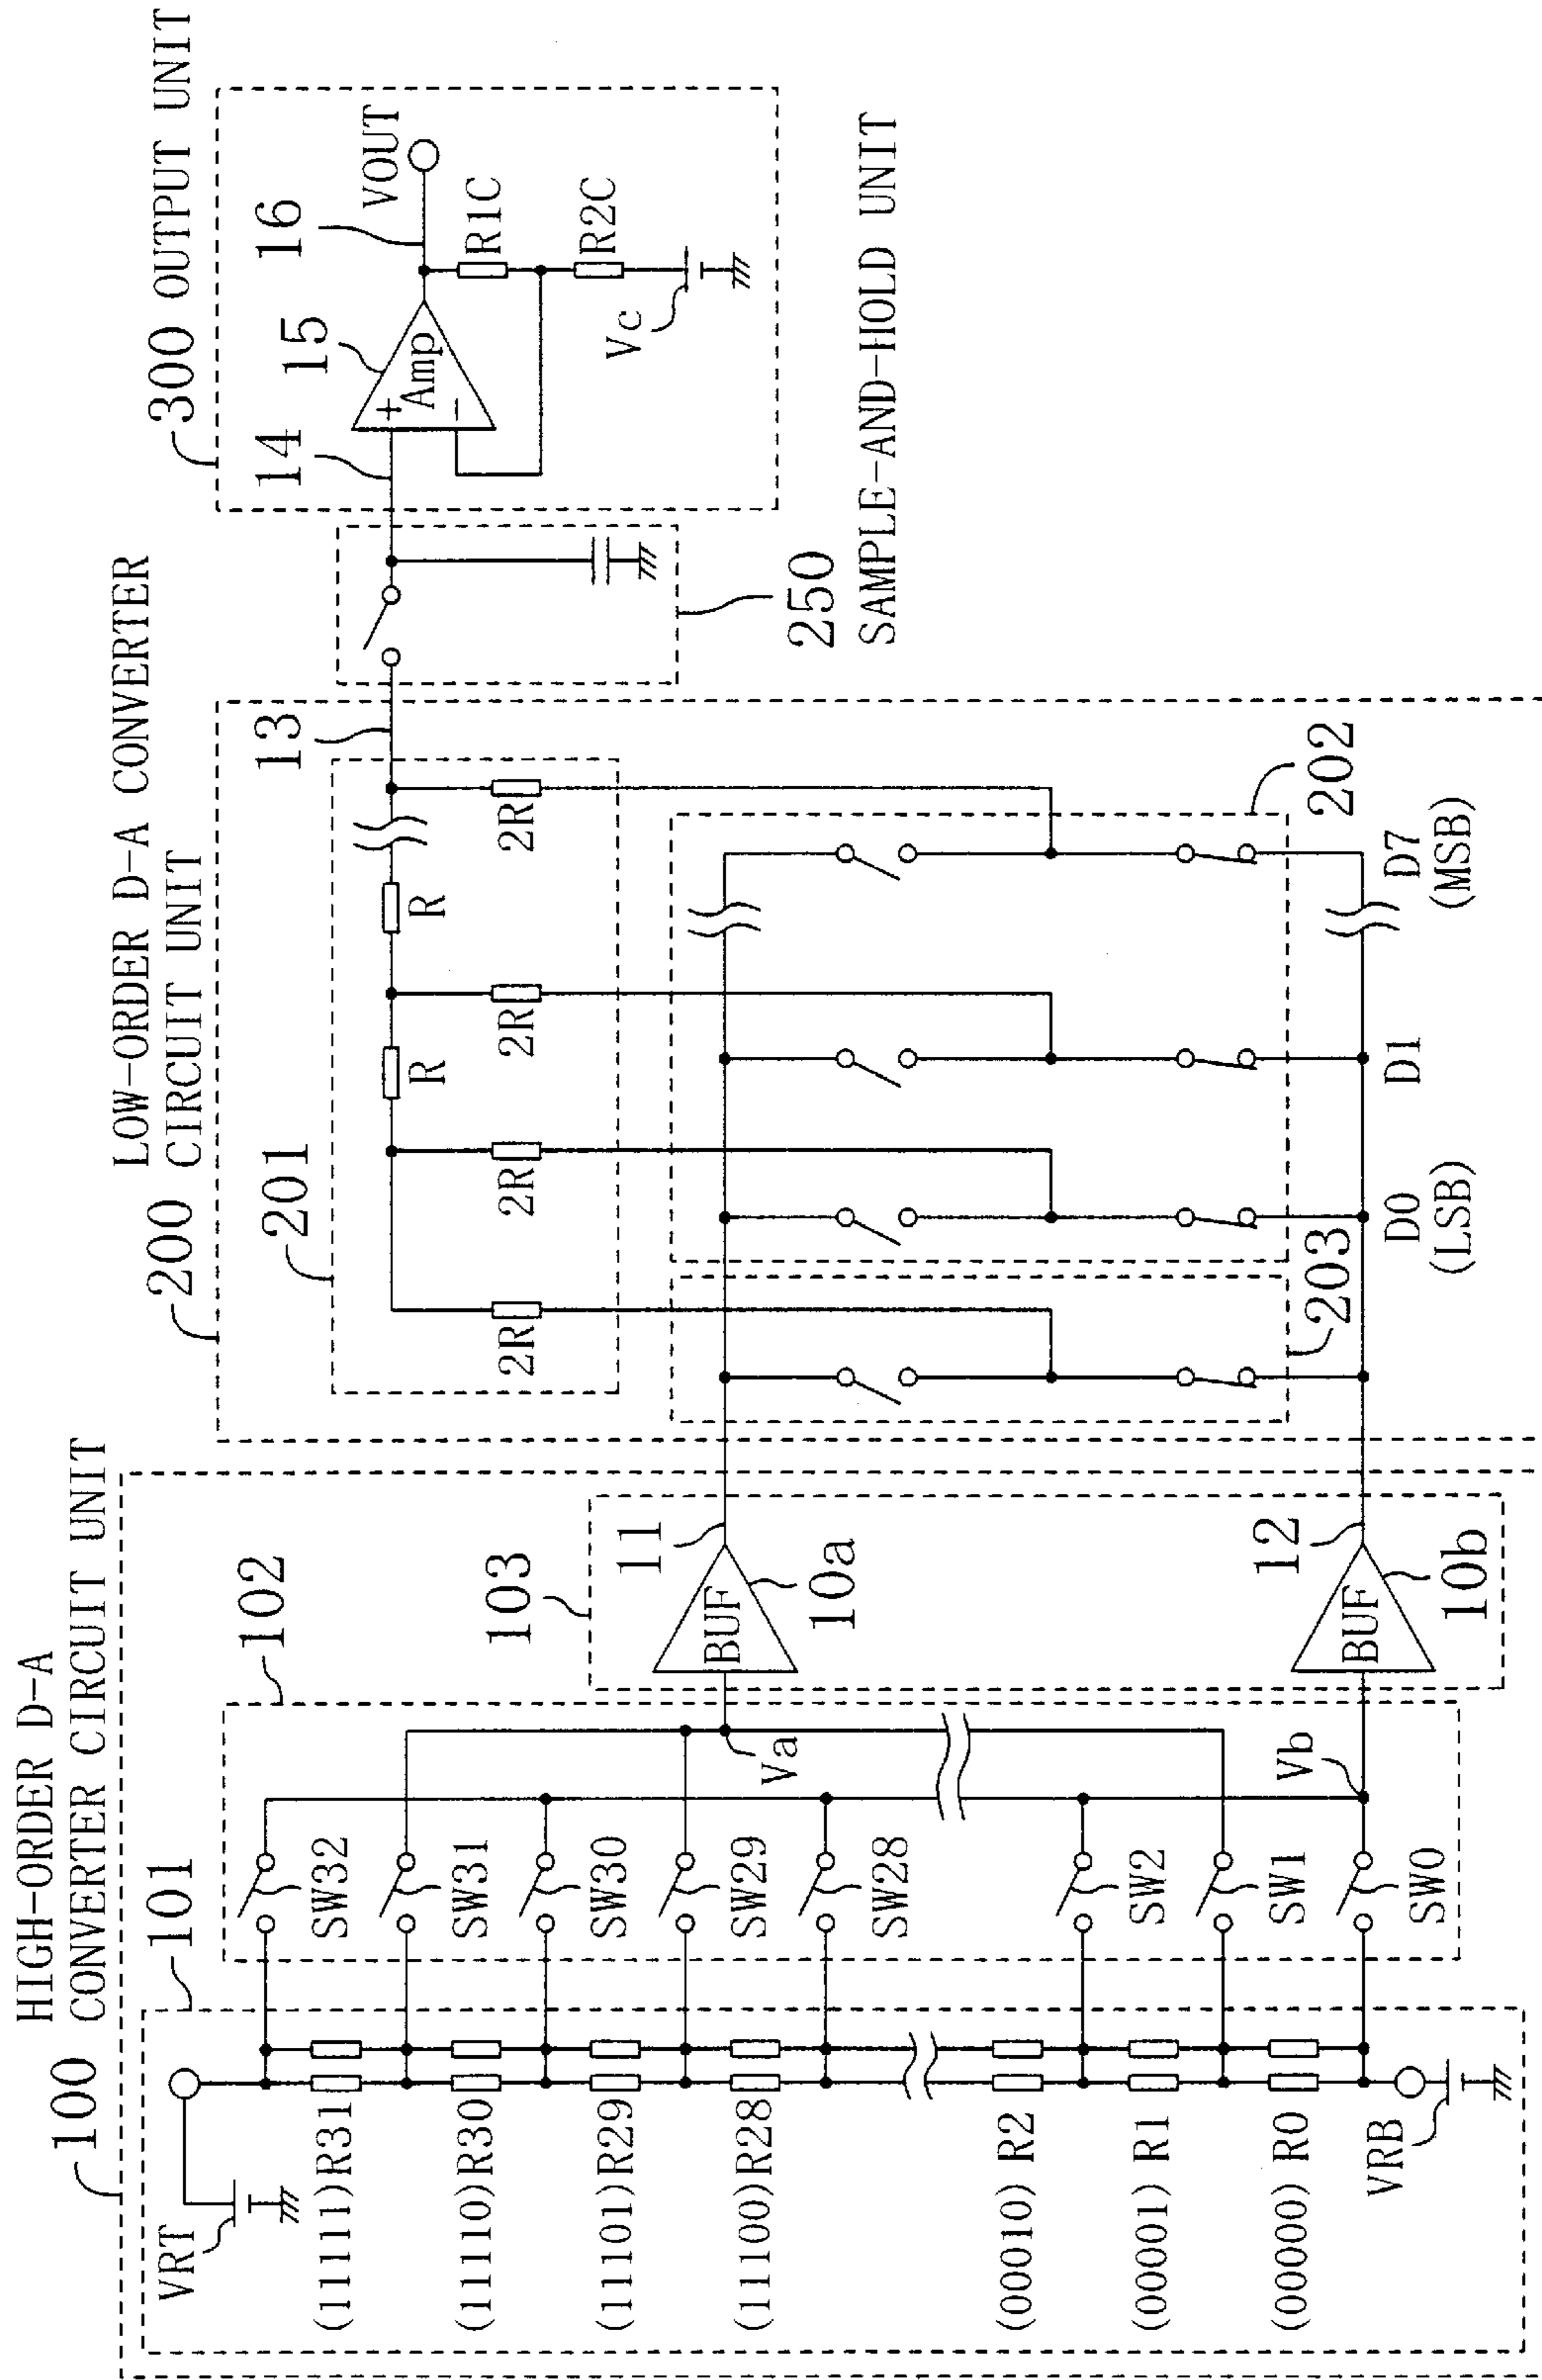 HIGH-ORDER D-A
100 CONVERTER CIRCUIT UNIT
101
102
103
VRT
(11111)R31
(11110)R30
(11101)R29
(11100)R28
(00010) R2
(00001) R1
(00000) R0
VRB
SW32
SW31
SW30
SW29
SW28
SW2
SW1
SW0
Va
Vb
BUF
10a
11
BUF
10b
12
LOW-ORDER D-A CONVERTER
200 CIRCUIT UNIT
201
2R
2R
2R
2R
R
R
13
203
202
D0
(LSB)
D1
D7
(MSB)
250
SAMPLE-AND-HOLD UNIT
300 OUTPUT UNIT
14
15
16
+
-
Amp
VOUT
R1C
R2C
Vc